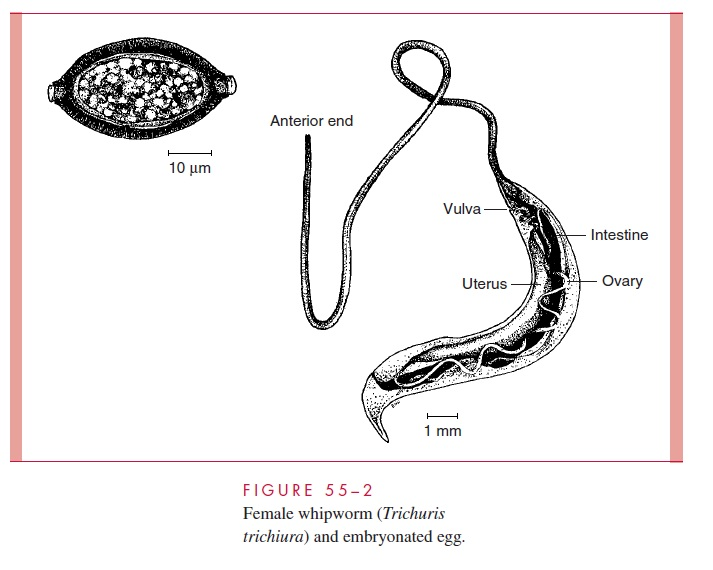 Anterior end
10 μm
Vulva
Intestine
Uterus
Ovary
1 mm
FIGURE 55–2
Female whipworm (Trichuris
trichiura) and embryonated egg.